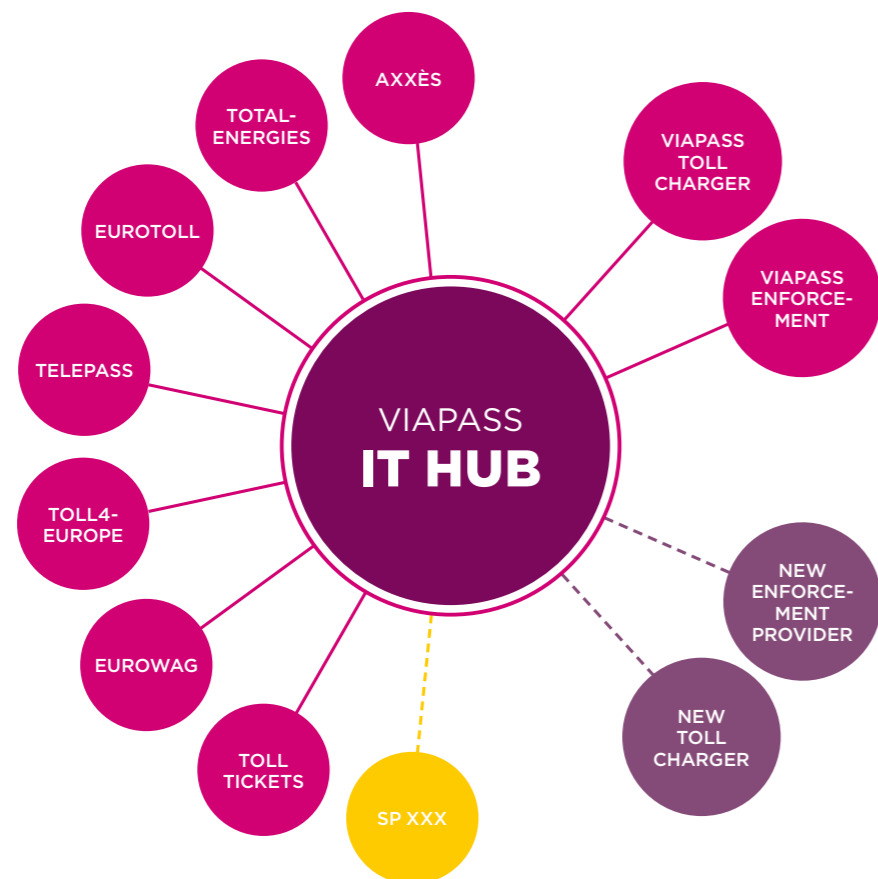 AXXÈS
TOTAL-
ENERGIES
EUROTOLL
TELEPASS
TOLL4-
EUROPE
EUROWAG
TOLL
TICKETS
SP XXX
VIAPASS
IT HUB
VIAPASS
TOLL
CHARGER
VIAPASS
ENFORCE-
MENT
NEW
ENFORCE-
MENT
PROVIDER
NEW
TOLL
CHARGER